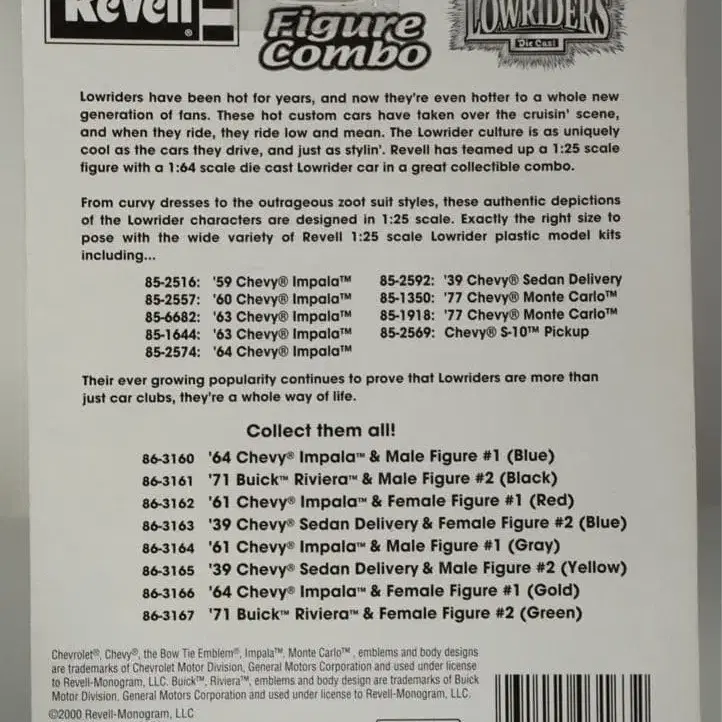 Revell®
Figure
Combo
LOWRIDERS
Die Cast
Lowriders have been hot for years, and now they're even hotter to a whole new
generation of fans. These hot custom cars have taken over the cruisin' scene,
and when they ride, they ride low and mean. The Lowrider culture is as uniquely
cool as the cars they drive, and just as stylin'. Revell has teamed up a 1:25 scale
figure with a 1:64 scale die cast Lowrider car in a great collectible combo.
From curvy dresses to the outrageous zoot suit styles, these authentic depictions
of the Lowrider characters are designed in 1:25 scale. Exactly the right size to
pose with the wide variety of Revell 1:25 scale Lowrider plastic model kits
including...
85-2516: '59 Chevy® Impala™ 85-2592: '39 Chevy® Sedan Delivery
85-2557: '60 Chevy® Impala™ 85-1350: '77 Chevy® Monte Carlo™
85-6682: '63 Chevy® Impala™ 85-1918: '77 Chevy® Monte Carlo™
85-1644: '63 Chevy® Impala™ 85-2569: Chevy® S-10™ Pickup
85-2574: '64 Chevy® Impala™
Their ever growing popularity continues to prove that Lowriders are more than
just car clubs, they're a whole way of life.
Collect them all!
86-3160 '64 Chevy® Impala™ & Male Figure #1 (Blue)
86-3161 '71 Buick™ Riviera™ & Male Figure #2 (Black)
86-3162 '61 Chevy® Impala™ & Female Figure #1 (Red)
86-3163 '39 Chevy® Sedan Delivery & Female Figure #2 (Blue)
86-3164 '61 Chevy® Impala™ & Male Figure #1 (Gray)
86-3165 '39 Chevy® Sedan Delivery & Male Figure #2 (Yellow)
86-3166 '64 Chevy® Impala™ & Female Figure #1 (Gold)
86-3167 '71 Buick™ Riviera™ & Female Figure #2 (Green)
Chevrolet®, Chevy®, the Bow Tie Emblem®, Impala™, Monte Carlo™, emblems and body designs
are trademarks of Chevrolet Motor Division, General Motors Corporation and used under license
to Revell-Monogram, LLC. Buick™, Riviera™, emblems and body design are trademarks of Buick
Motor Division, General Motors Corporation and used under license to Revell-Monogram, LLC.
©2000 Revell-Monogram, LLC